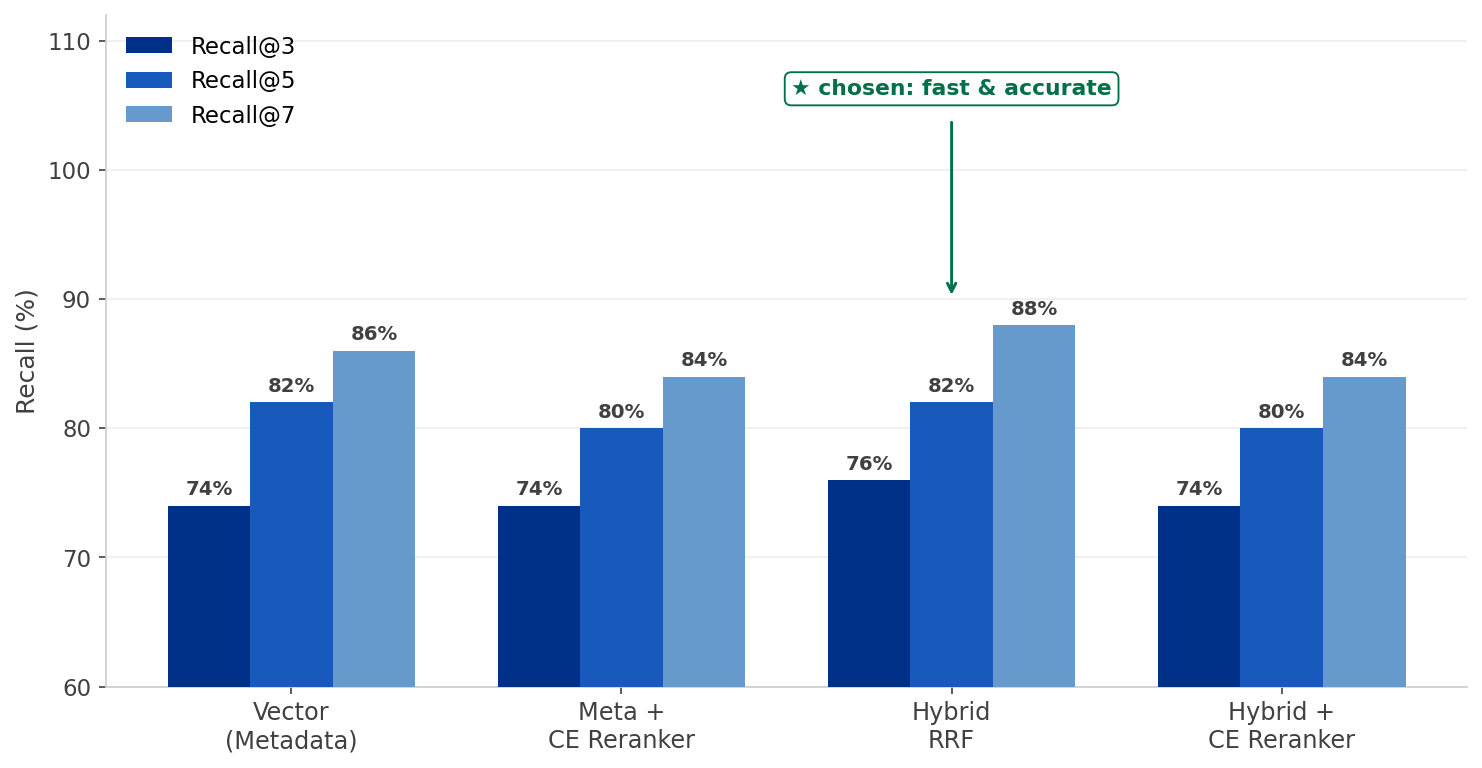 110
100
90
80
70
60
Recall (%)
Recall@3
Recall@5
Recall@7
★ chosen: fast & accurate
74%
82%
86%
74%
80%
84%
76%
82%
88%
74%
80%
84%
Vector
(Metadata)
Meta +
CE Reranker
Hybrid
RRF
Hybrid +
CE Reranker